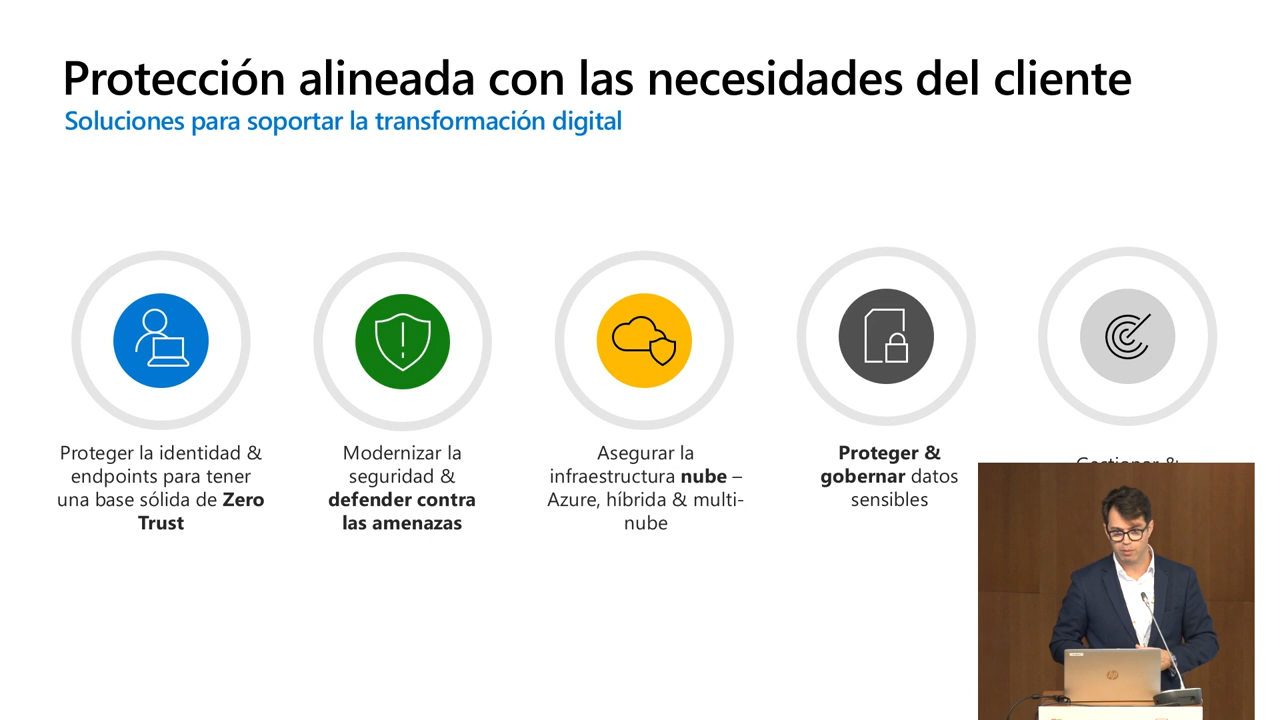 Protección alineada con las necesidades del cliente
Soluciones para soportar la transformación digital
Proteger la identidad &
endpoints para tener
una base sólida de Zero
Trust
Modernizar la
seguridad &
defender contra
las amenazas
Asegurar la
infraestructura nube –
Azure, híbrida & multi-
nube
Proteger &
gobernar datos
sensibles